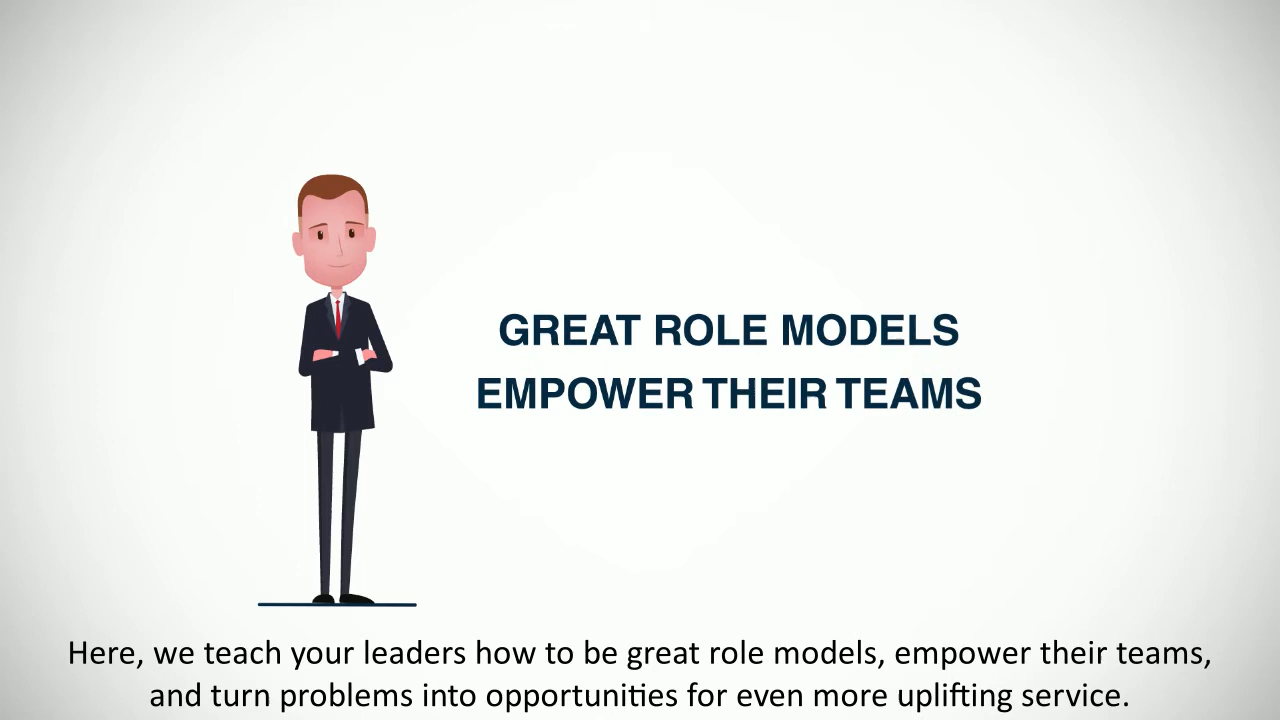 GREAT ROLE MODELS
EMPOWER THEIR TEAMS
Here, we teach your leaders how to be great role models, empower their teams,
and turn problems into opportunities for even more uplifting service.